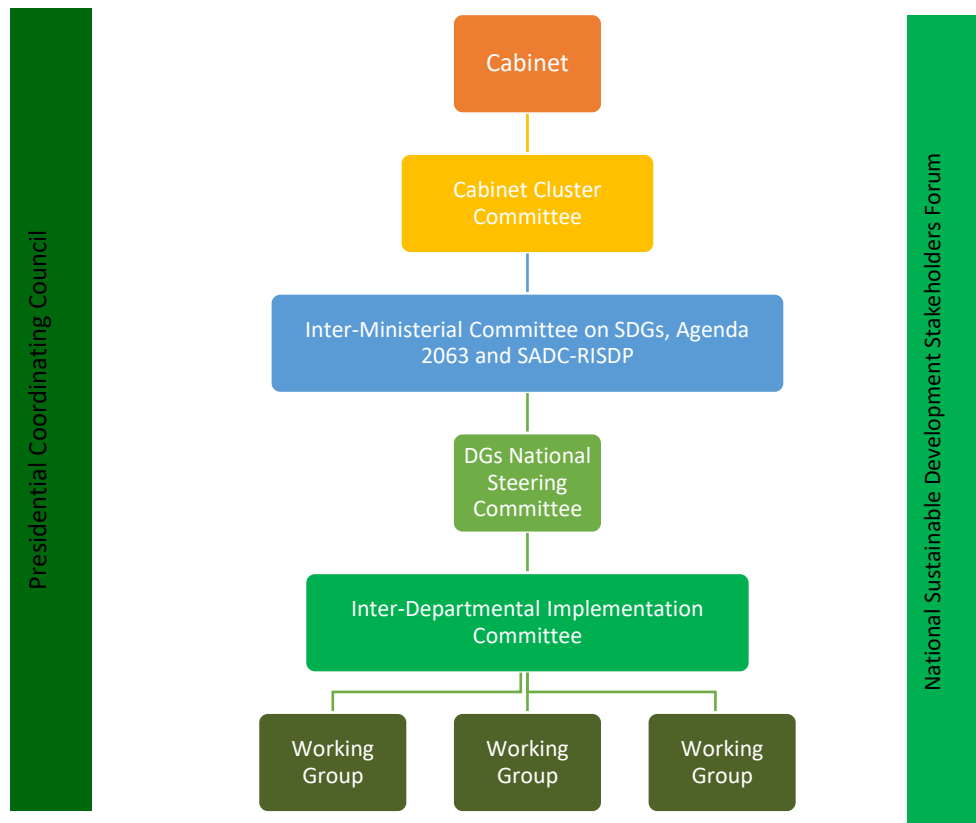 Presidential Coordinating Council
Cabinet
Cabinet Cluster
Committee
Inter-Ministerial Committee on SDGs, Agenda
2063 and SADC-RISDP
DGs National
Steering
Committee
Inter-Departmental Implementation
Committee
Working
Group
Working
Group
Working
Group
National Sustainable Development Stakeholders Forum